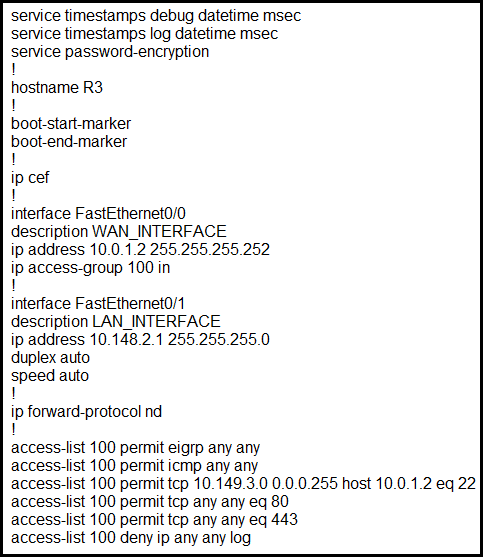 service timestamps debug datetime msec
service timestamps log datetime msec
service password-encryption
!
hostname R3
!
boot-start-marker
boot-end-marker
!
ip cef
!
interface FastEthernet0/0
description WAN_INTERFACE
ip address 10.0.1.2 255.255.255.252
ip access-group 100 in
!
interface FastEthernet0/1
description LAN_INTERFACE
ip address 10.148.2.1 255.255.255.0
duplex auto
speed auto
!
ip forward-protocol nd
!
access-list 100 permit eigrp any any
access-list 100 permit icmp any any
access-list 100 permit tcp 10.149.3.0 0.0.0.255 host 10.0.1.2 eq 22
access-list 100 permit tcp any any eq 80
access-list 100 permit tcp any any eq 443
access-list 100 deny ip any any log